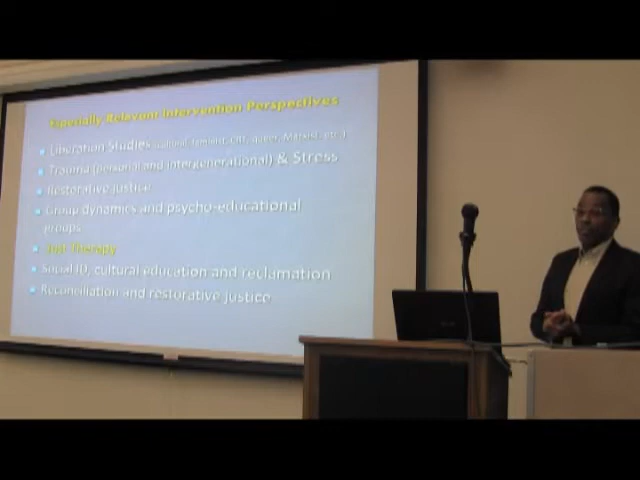 Especially Relevant Intervention Perspectives
Liberation Studies (cultural, feminist, CRT, queer, Marxist, etc.)
Trauma (personal and intergenerational) & Stress
Restorative justice
Group dynamics and psycho-educational
groups
Just Therapy
Social ID, cultural education and reclamation
Reconciliation and restorative justice